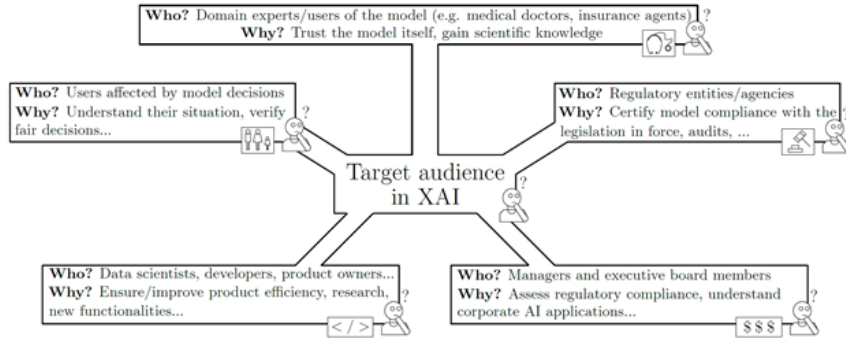 Who? Domain experts/users of the model (e.g. medical doctors, insurance agents)
Why? Trust the model itself, gain scientific knowledge
?
Who? Users affected by model decisions
Why? Understand their situation, verify
fair decisions...
?
Who? Regulatory entities/agencies
Why? Certify model compliance with the
legislation in force, audits, ...
?
Target audience
in XAI
?
Who? Data scientists, developers, product owners...
Why? Ensure/improve product efficiency, research,
new functionalities...
</>
?
Who? Managers and executive board members
Why? Assess regulatory compliance, understand
corporate AI applications...
$$$
?